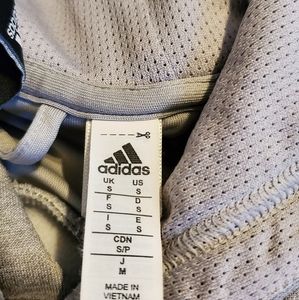 adidas
UK US
S S
F D
S S
I E
S S
CDN
S/P
J
M
MADE IN
VIETNAM